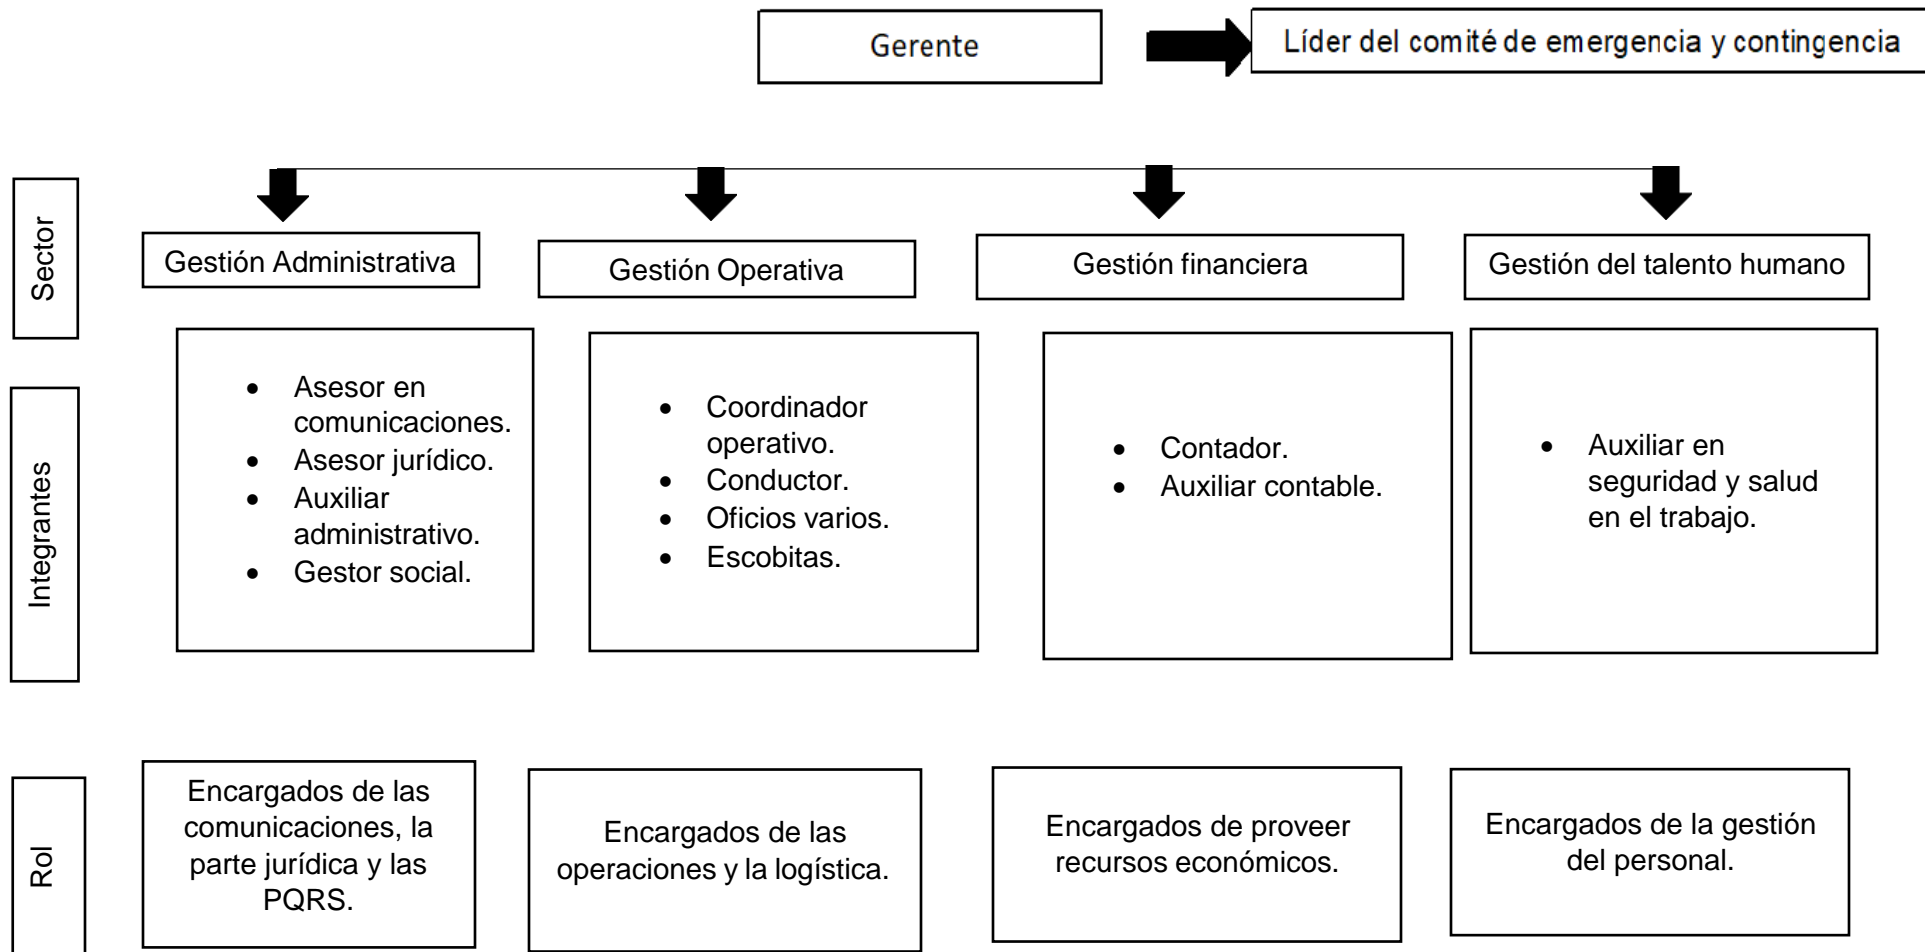 Gerente
Líder del comité de emergencia y contingencia
Sector
Gestión Administrativa
Gestión Operativa
Gestión financiera
Gestión del talento humano
Integrantes
• Asesor en
comunicaciones.
• Asesor jurídico.
• Auxiliar
administrativo.
• Gestor social.
• Coordinador
operativo.
• Conductor.
• Oficios varios.
• Escobitas.
• Contador.
• Auxiliar contable.
• Auxiliar en
seguridad y salud
en el trabajo.
Rol
Encargados de las
comunicaciones, la
parte jurídica y las
PQRS.
Encargados de las
operaciones y la logística.
Encargados de proveer
recursos económicos.
Encargados de la gestión
del personal.